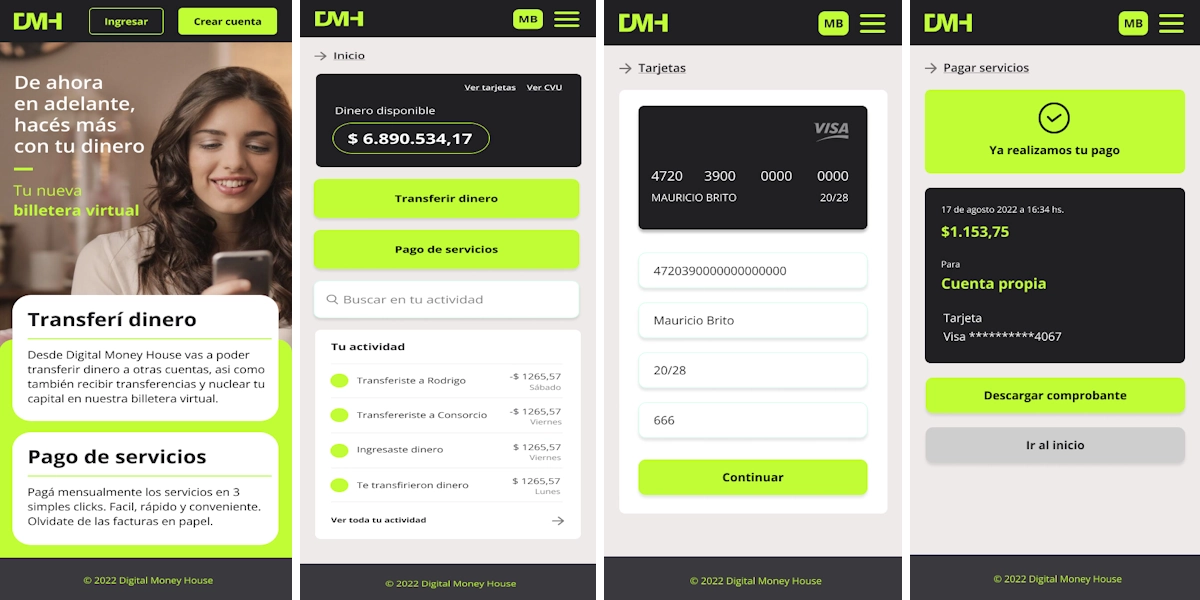 DMH
Ingresar
Crear cuenta
De ahora
en adelante,
hacés más
con tu dinero
Tu nueva
billetera virtual
Transferí dinero
Desde Digital Money House vas a poder
transferir dinero a otras cuentas, asi como
también recibir transferencias y nuclear tu
capital en nuestra billetera virtual.
Pago de servicios
Pagá mensualmente los servicios en 3
simples clicks. Facil, rápido y conveniente.
Olvidate de las facturas en papel.
© 2022 Digital Money House
DMH
MB
Inicio
Ver tarjetas Ver CVU
Dinero disponible
$ 6.890.534,17
Transferir dinero
Pago de servicios
Buscar en tu actividad
Tu actividad
Transferiste a Rodrigo -$ 1265,57
Sábado
Transfereriste a Consorcio -$ 1265,57
Viernes
Ingresaste dinero $ 1265,57
Viernes
Te transfirieron dinero $ 1265,57
Lunes
Ver toda tu actividad
© 2022 Digital Money House
DMH
MB
Tarjetas
VISA
4720 3900 0000 0000
MAURICIO BRITO 20/28
4720390000000000000
Mauricio Brito
20/28
666
Continuar
© 2022 Digital Money House
DMH
MB
Pagar servicios
Ya realizamos tu pago
17 de agosto 2022 a 16:34 hs.
$1.153,75
Para
Cuenta propia
Tarjeta
Visa **********4067
Descargar comprobante
Ir al inicio
© 2022 Digital Money House